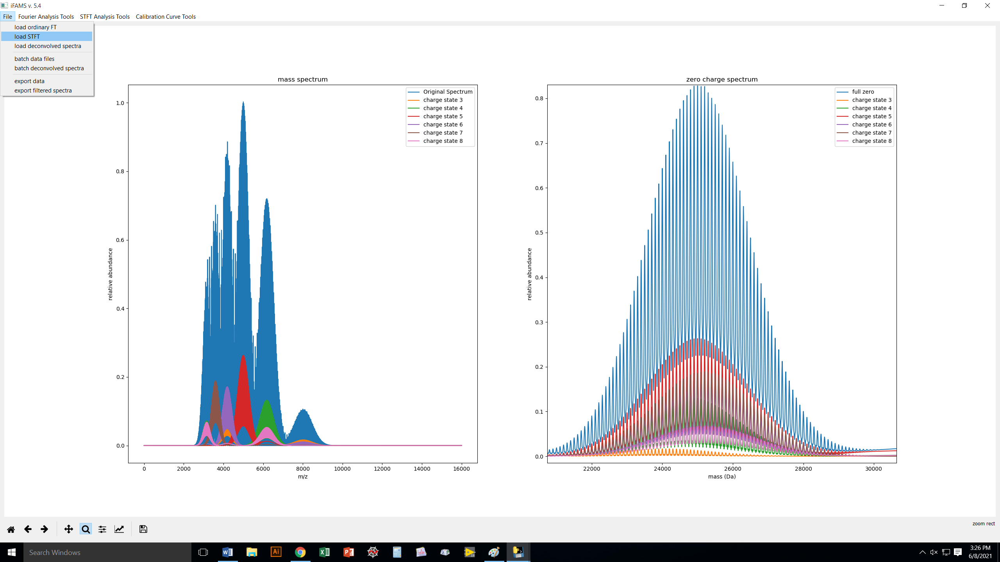 iFAMS v. 5.4
File Fourier Analysis Tools STFT Analysis Tools Calibration Curve Tools
load ordinary FT
load STFT
load deconvolved spectra
batch data files
batch deconvolved spectra
export data
export filtered spectra
mass spectrum
Original Spectrum
charge state 3
charge state 4
charge state 5
charge state 6
charge state 7
charge state 8
1.0
0.8
0.6
0.4
0.2
0.0
relative abundance
0 2000 4000 6000 8000 10000 12000 14000 16000
m/z
zero charge spectrum
full zero
charge state 3
charge state 4
charge state 5
charge state 6
charge state 7
charge state 8
0.8
0.7
0.6
0.5
0.4
0.3
0.2
0.1
0.0
relative abundance
22000 24000 26000 28000 30000
mass (Da)
zoom rect
Search Windows
Ai
19
3:26 PM
6/8/2021